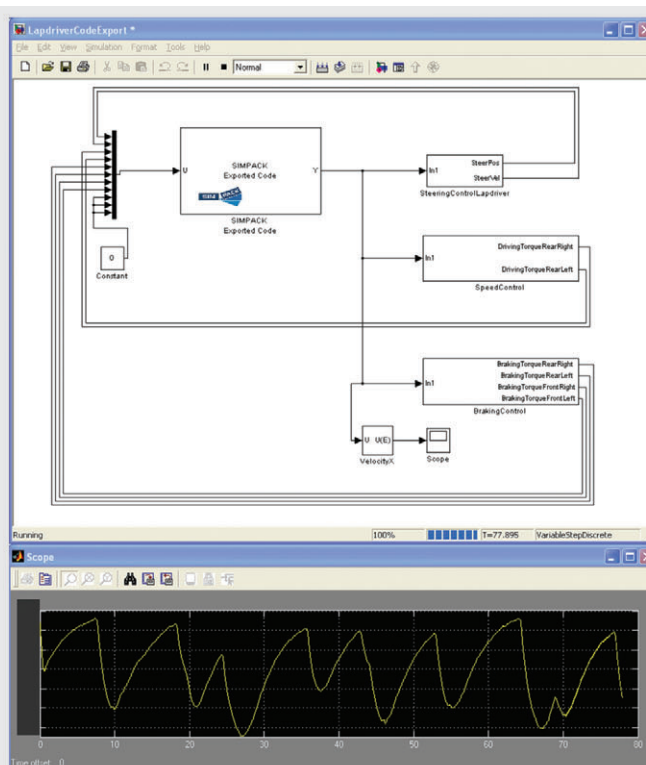 LapdriverCodeExport *
File Edit View Simulation Format Tools Help
Normal
SIMPACK
Exported Code
U
Y
SIMPACK
Exported Code
0
Constant
In1
SteerPos
SteerVel
SteeringControlLapdriver
In1
DrivingTorqueRearRight
DrivingTorqueRearLeft
SpeedControl
In1
BrakingTorqueRearRight
BrakingTorqueRearLeft
BrakingTorqueFrontRight
BrakingTorqueFrontLeft
BrakingControl
U U(E)
VelocityX
Scope
Running 100% T=77.895 VariableStepDiscrete
Scope
0 10 20 30 40 50 60 70 80
Time offset: 0